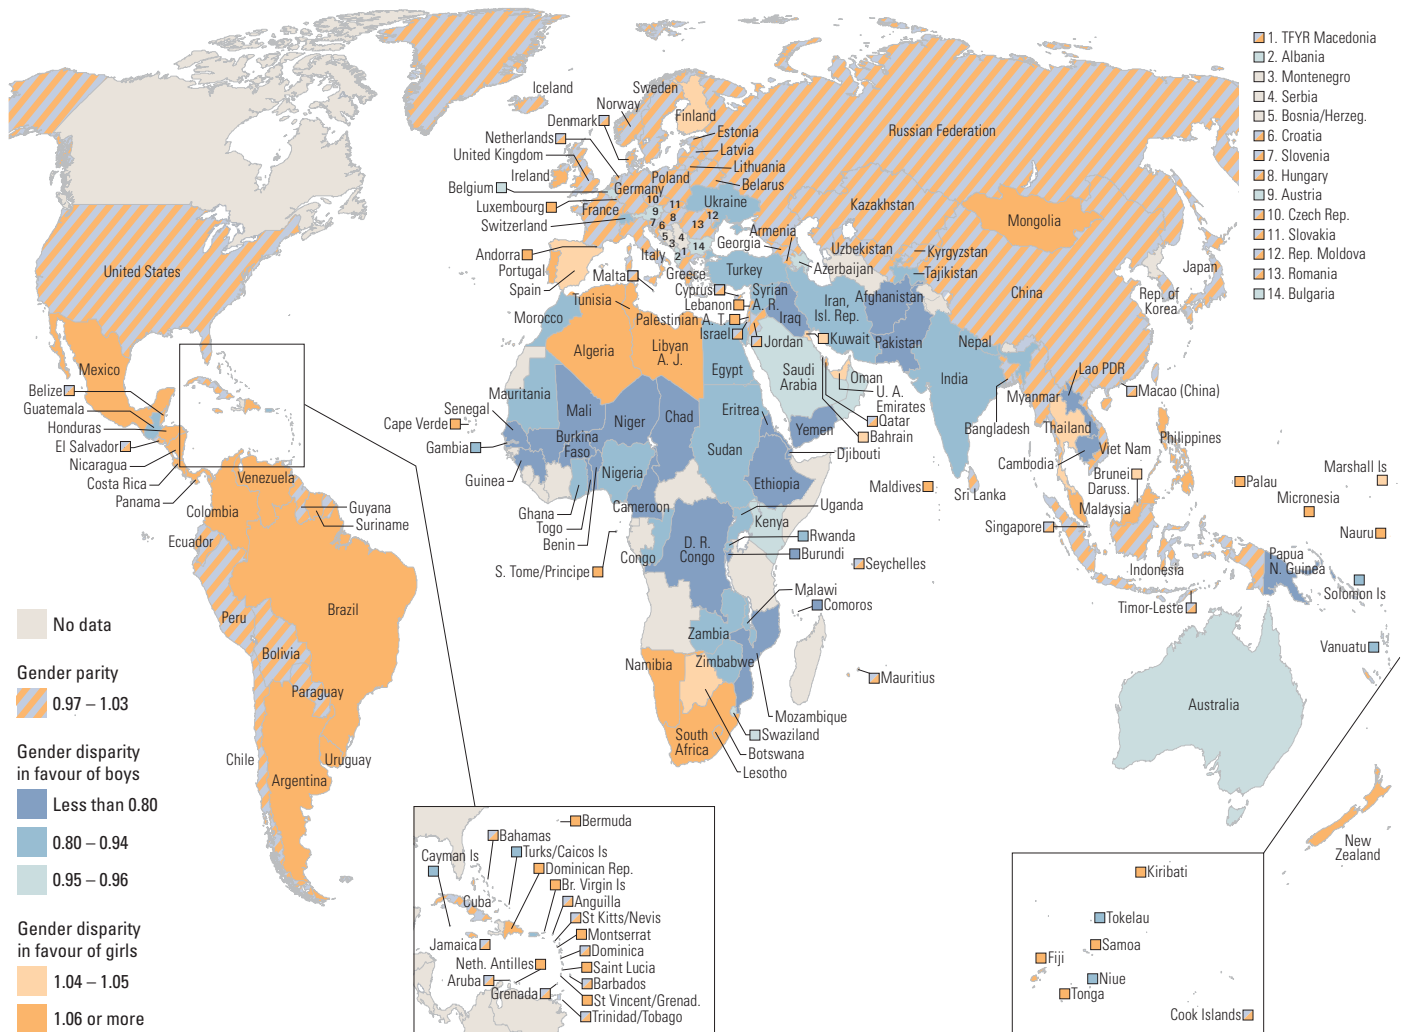 Iceland
Sweden
Norway
Finland
Denmark
Netherlands
United Kingdom
Ireland
Belgium
Luxembourg
Switzerland
Estonia
Latvia
Lithuania
Belarus
Poland
Germany
France
Ukraine
Russian Federation
Kazakhstan
Mongolia
10
11
9
8
12
7
6
13
5
4
3
1
2
14
Andorra
Portugal
Spain
Italy
Malta
Greece
Armenia
Georgia
Azerbaijan
Uzbekistan
Kyrgyzstan
Tajikistan
Turkey
Cyprus
Syrian
A. R.
Lebanon
Palestinian A. T.
Israel
Iraq
Iran,
Isl. Rep.
Afghanistan
Pakistan
Kuwait
Jordan
China
Japan
Rep. of
Korea
1. TFYR Macedonia
2. Albania
3. Montenegro
4. Serbia
5. Bosnia/Herzeg.
6. Croatia
7. Slovenia
8. Hungary
9. Austria
10. Czech Rep.
11. Slovakia
12. Rep. Moldova
13. Romania
14. Bulgaria
United States
Mexico
Belize
Guatemala
Honduras
El Salvador
Nicaragua
Costa Rica
Panama
Venezuela
Colombia
Guyana
Suriname
Ecuador
Peru
Brazil
Bolivia
Paraguay
Chile
Uruguay
Argentina
Tunisia
Morocco
Algeria
Libyan
A. J.
Egypt
Mauritania
Senegal
Cape Verde
Gambia
Mali
Niger
Chad
Burkina
Faso
Nigeria
Sudan
Eritrea
Guinea
Ghana
Togo
Benin
Cameroon
Congo
S. Tome/Principe
D. R.
Congo
Ethiopia
Djibouti
Uganda
Kenya
Rwanda
Burundi
Seychelles
Malawi
Comoros
Zambia
Zimbabwe
Namibia
Mauritius
Mozambique
Swaziland
Botswana
Lesotho
South
Africa
Saudi
Arabia
Oman
U. A.
Emirates
Qatar
Bahrain
Yemen
Nepal
India
Bangladesh
Myanmar
Lao PDR
Macao (China)
Thailand
Viet Nam
Cambodia
Philippines
Brunei
Daruss.
Malaysia
Maldives
Sri Lanka
Singapore
Indonesia
Timor-Leste
Palau
Marshall Is
Micronesia
Nauru
Papua
N. Guinea
Solomon Is
Vanuatu
Australia
New
Zealand
No data
Gender parity
0.97 – 1.03
Gender disparity
in favour of boys
Less than 0.80
0.80 – 0.94
0.95 – 0.96
Gender disparity
in favour of girls
1.04 – 1.05
1.06 or more
Bermuda
Bahamas
Cayman Is
Turks/Caicos Is
Dominican Rep.
Br. Virgin Is
Cuba
Anguilla
St Kitts/Nevis
Montserrat
Jamaica
Dominica
Neth. Antilles
Saint Lucia
Aruba
Barbados
Grenada
St Vincent/Grenad.
Trinidad/Tobago
Kiribati
Tokelau
Samoa
Fiji
Niue
Tonga
Cook Islands